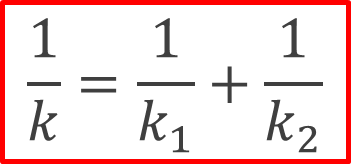 1/k = 1/k₁ + 1/k₂